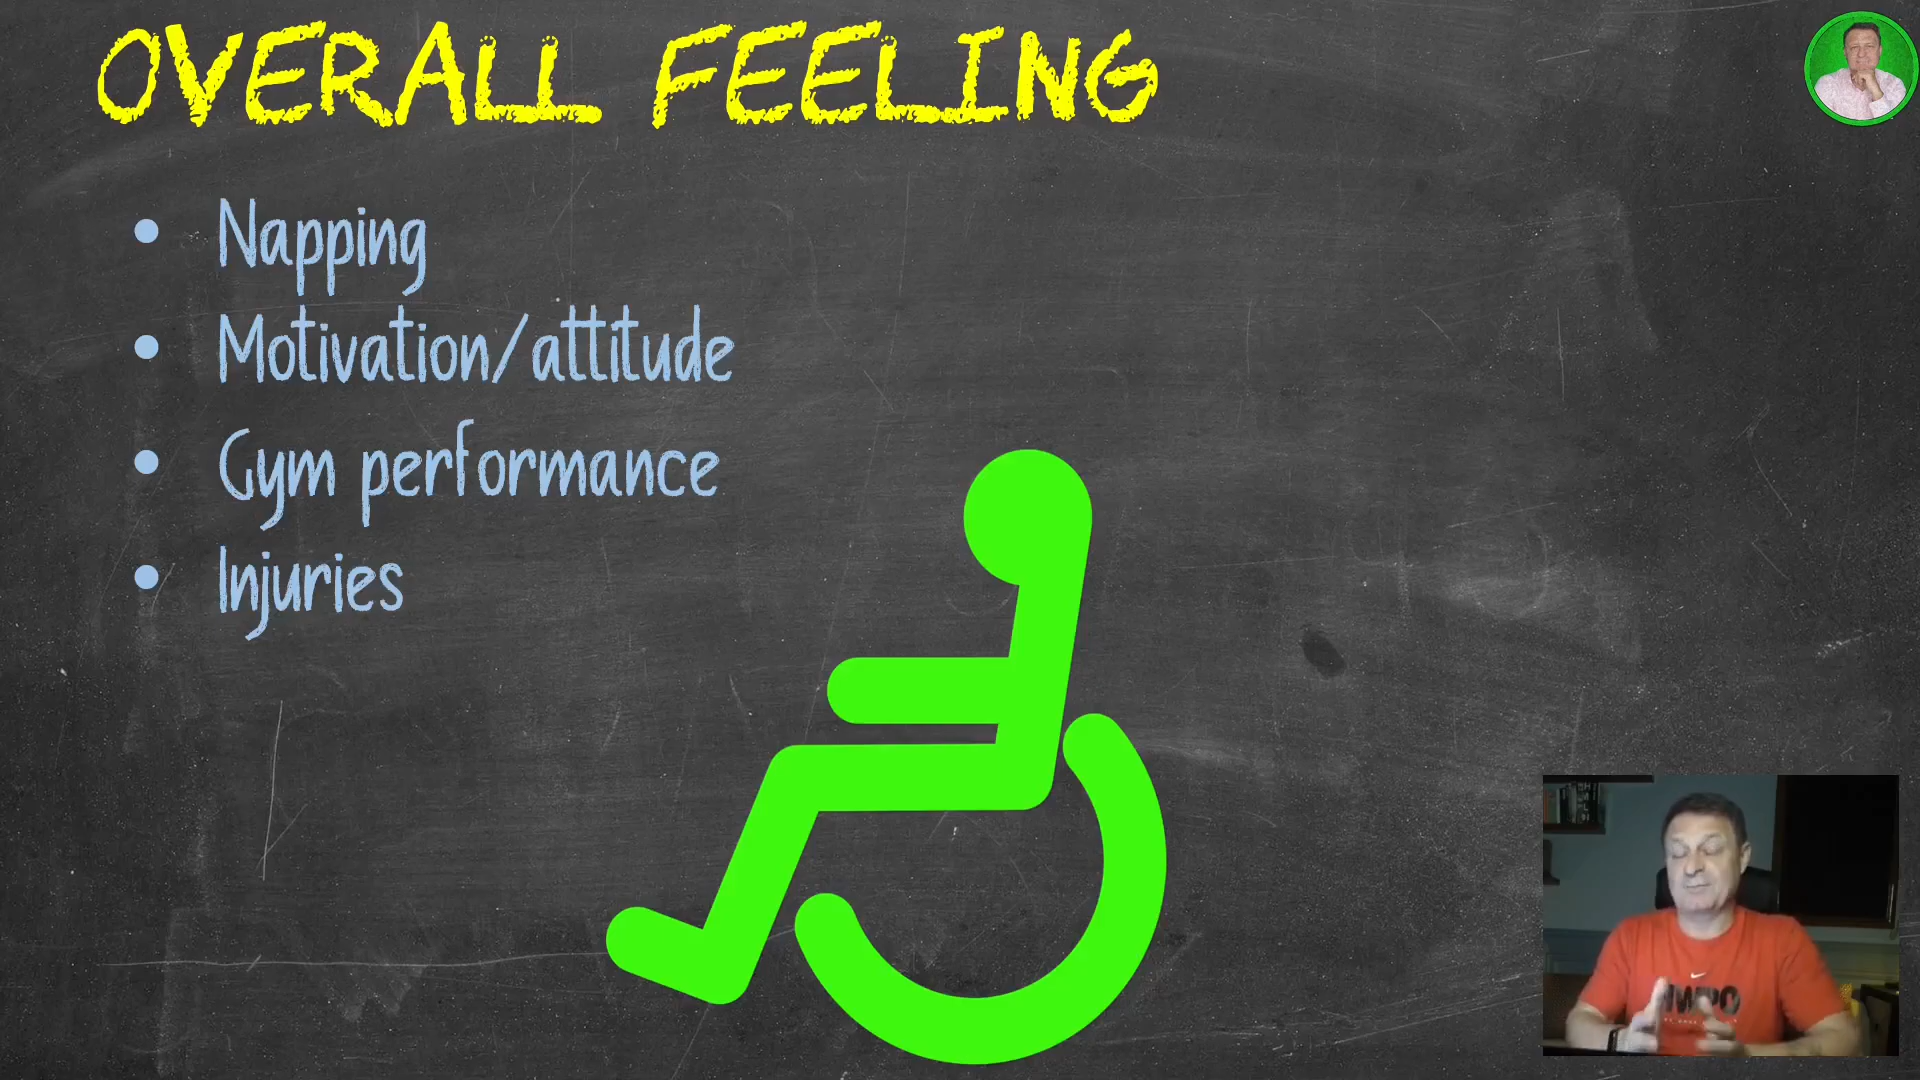 OVERALL FEELING
• Napping
• Motivation/attitude
• Gym performance
• Injuries